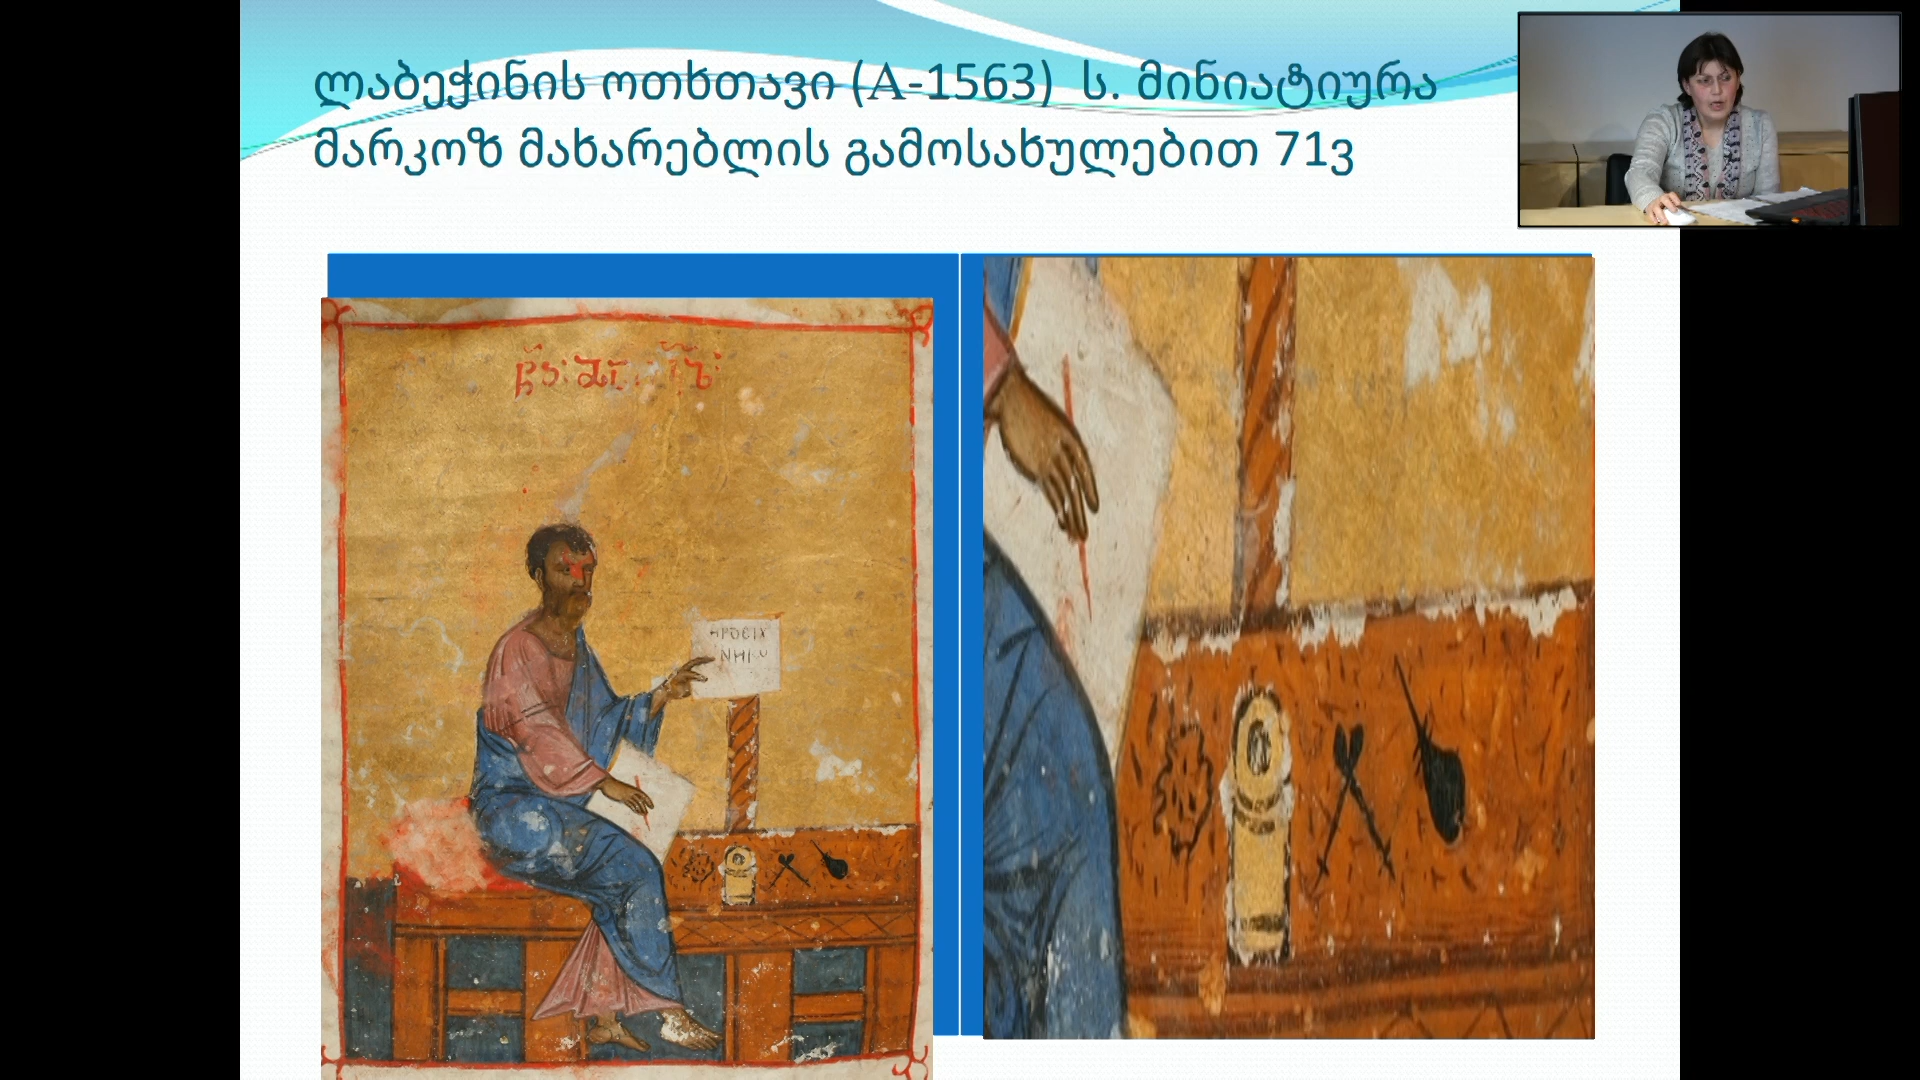 ლაბეჭინის ოთხთავი (A-1563)  ს. მინიატიურა
მარკოზ მახარებლის გამოსახულებით 71ვ